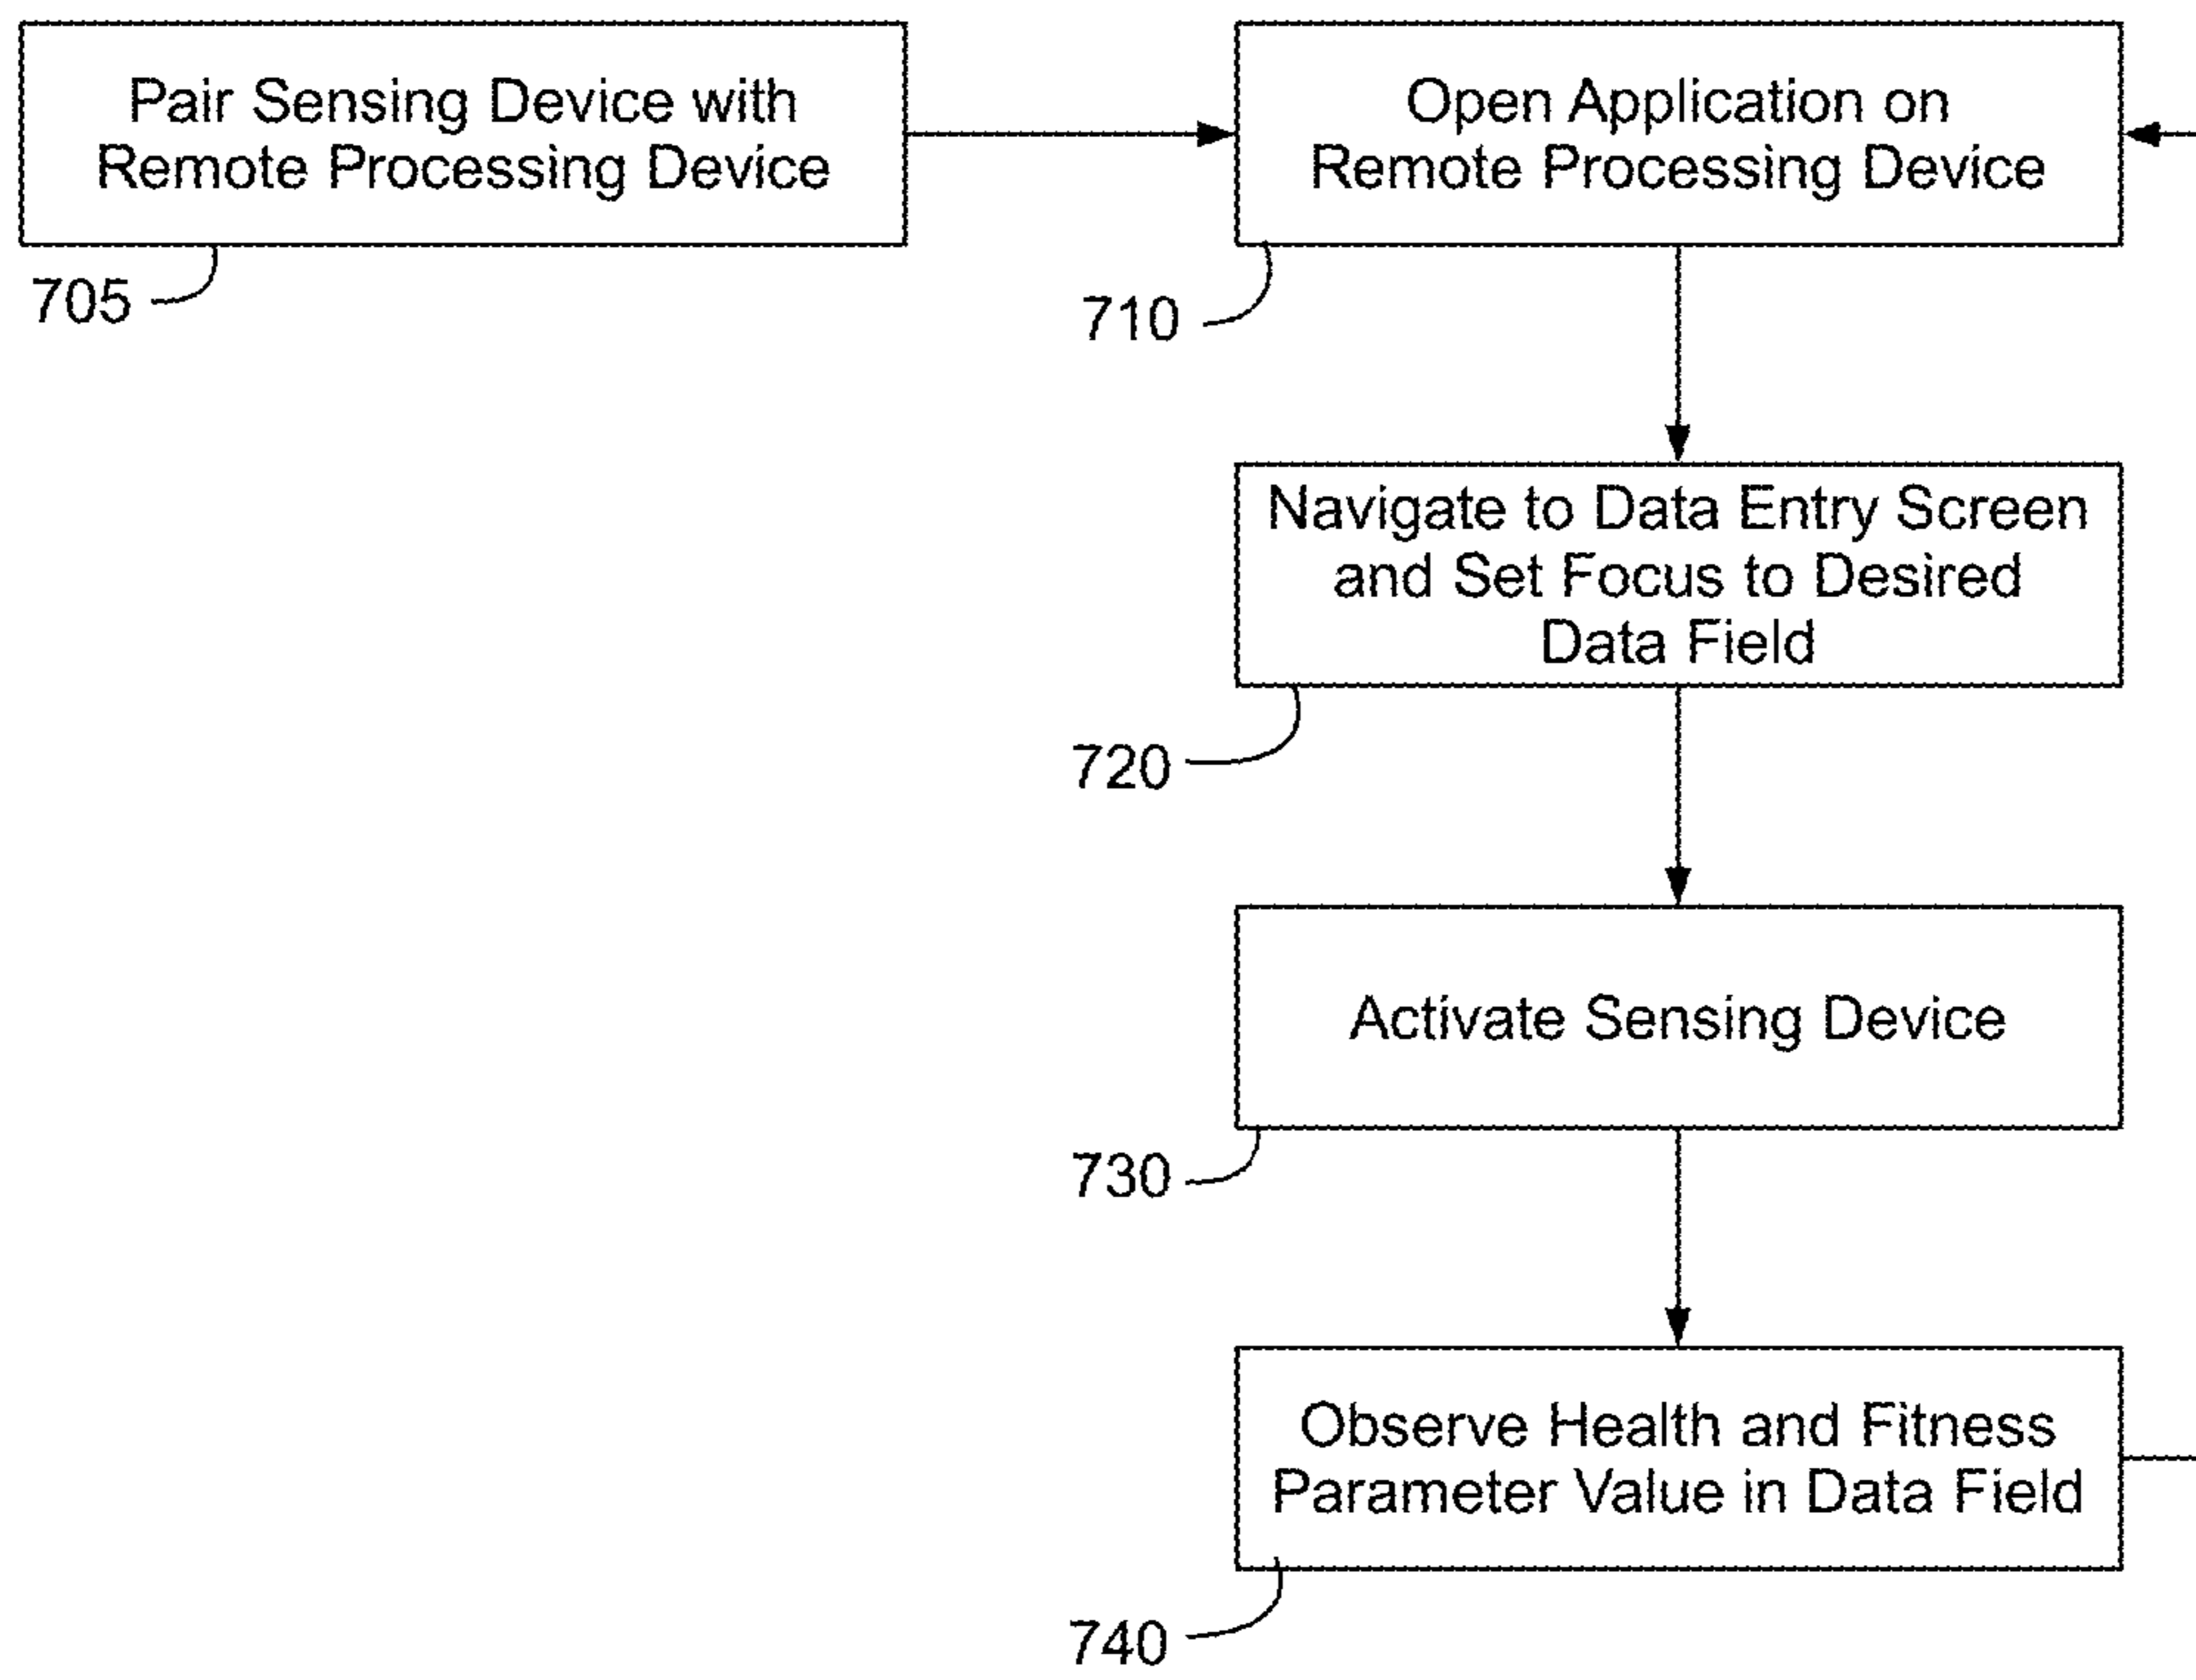 Pair Sensing Device with
Remote Processing Device
705
Open Application on
Remote Processing Device
710
Navigate to Data Entry Screen
and Set Focus to Desired
Data Field
720
Activate Sensing Device
730
Observe Health and Fitness
Parameter Value in Data Field
740